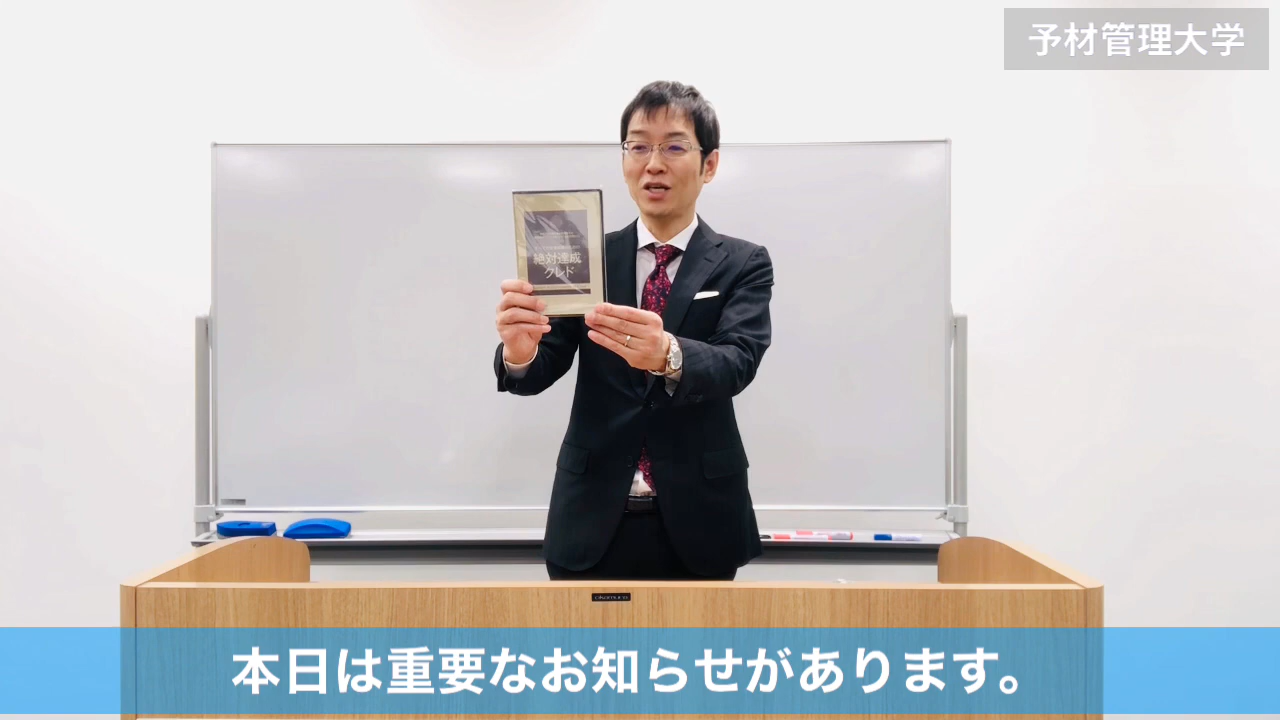 予材管理大学
絶対達成
クレド
本日は重要なお知らせがあります。